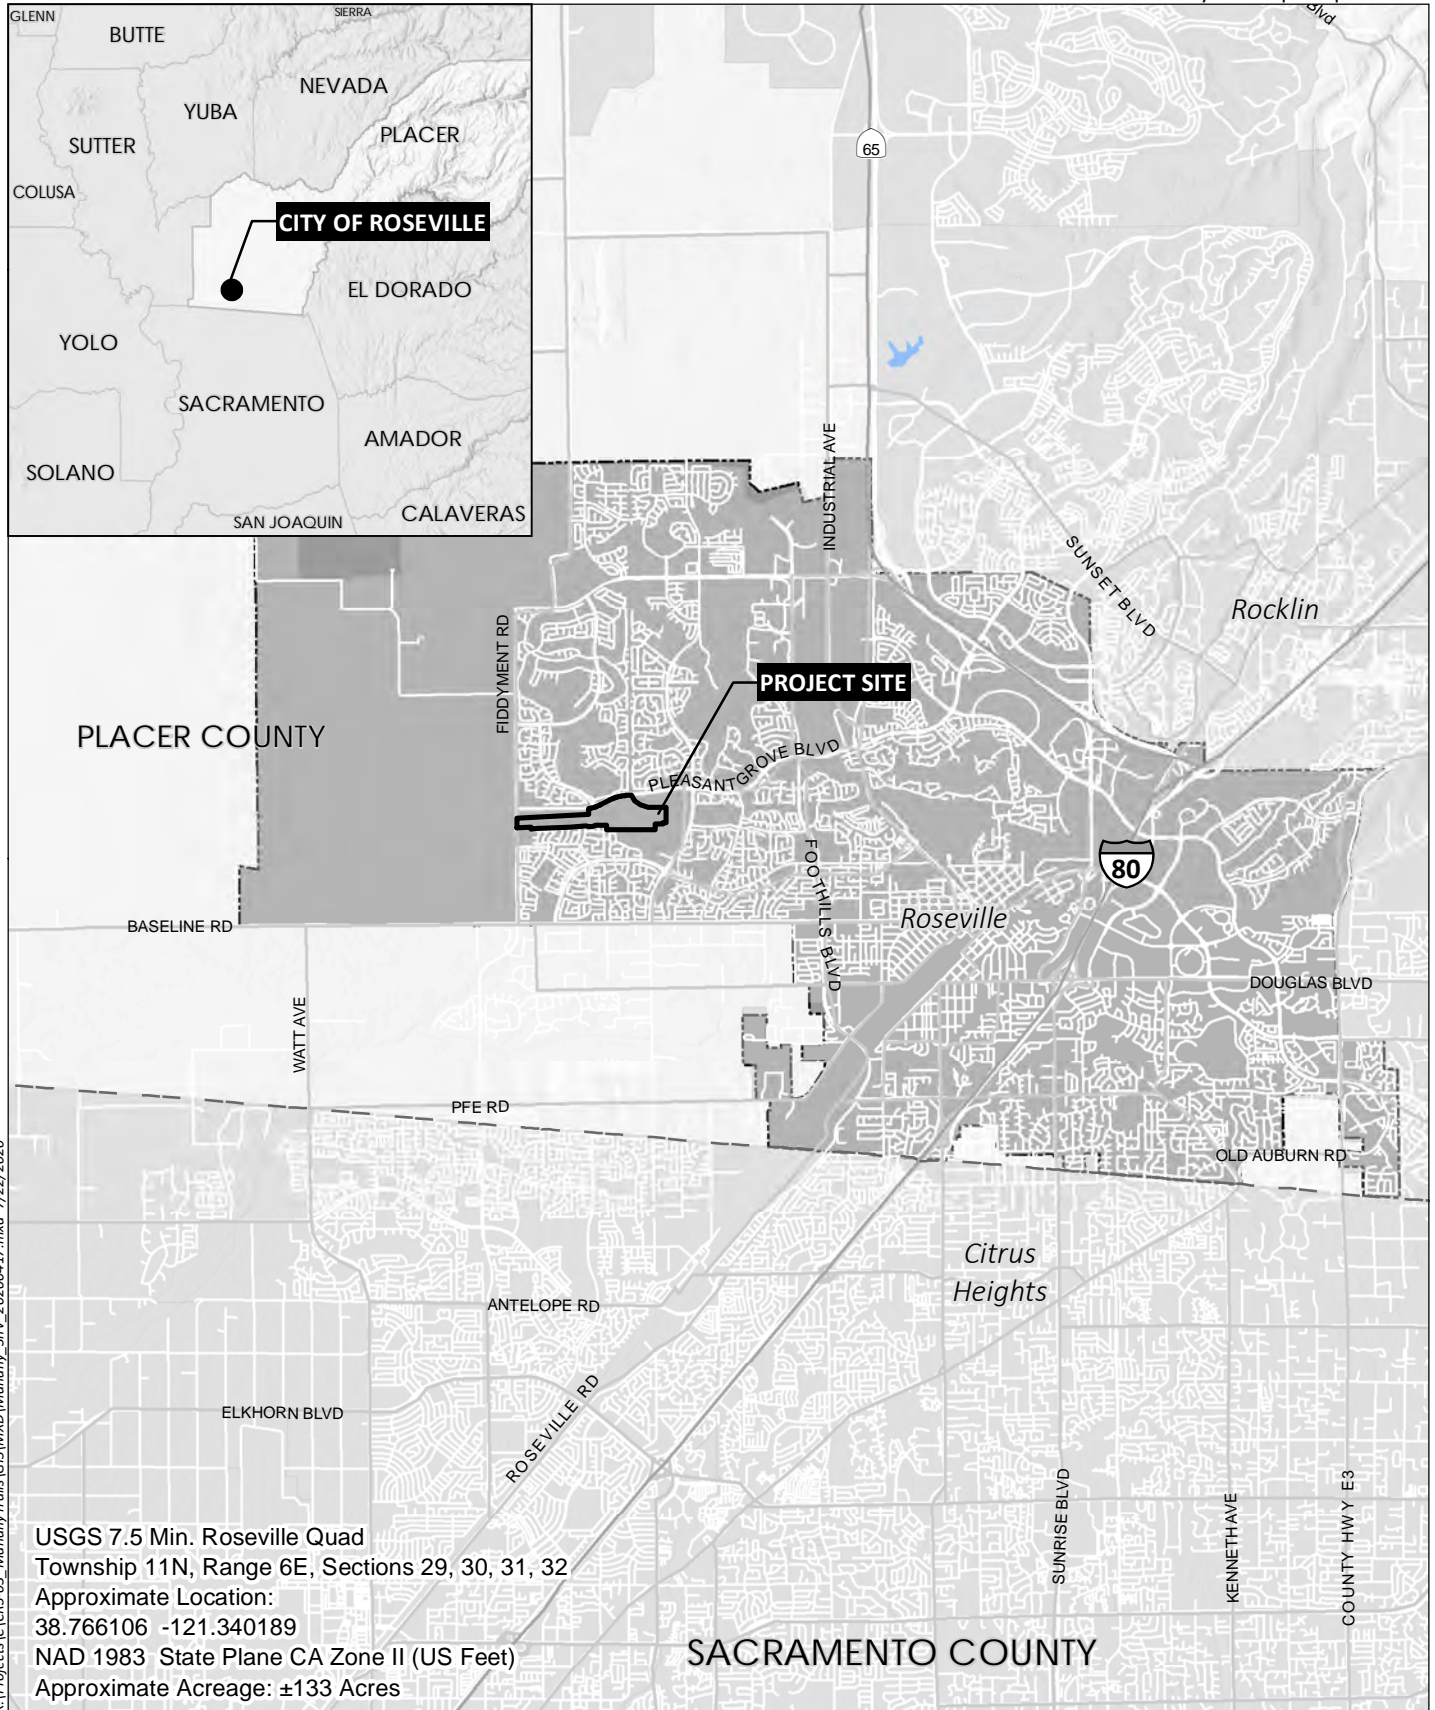 Blvd
GLENN
SIERRA
BUTTE
NEVADA
YUBA
PLACER
SUTTER
COLUSA
CITY OF ROSEVILLE
EL DORADO
YOLO
SACRAMENTO
AMADOR
SOLANO
CALAVERAS
SAN JOAQUIN
65
INDUSTRIAL AVE
SUNSET BLVD
Rocklin
FIDDYMENT RD
PROJECT SITE
PLACER COUNTY
PLEASANTGROVE BLVD
FOOTHILLS BLVD
80
Roseville
BASELINE RD
DOUGLAS BLVD
WATT AVE
PFE RD
OLD AUBURN RD
Citrus
Heights
ANTELOPE RD
ROSEVILLE RD
ELKHORN BLVD
SUNRISE BLVD
KENNETH AVE
COUNTY HWY E3
USGS 7.5 Min. Roseville Quad
Township 11N, Range 6E, Sections 29, 30, 31, 32
Approximate Location:
38.766106 -121.340189
NAD 1983 State Plane CA Zone II (US Feet)
Approximate Acreage: ±133 Acres
SACRAMENTO COUNTY